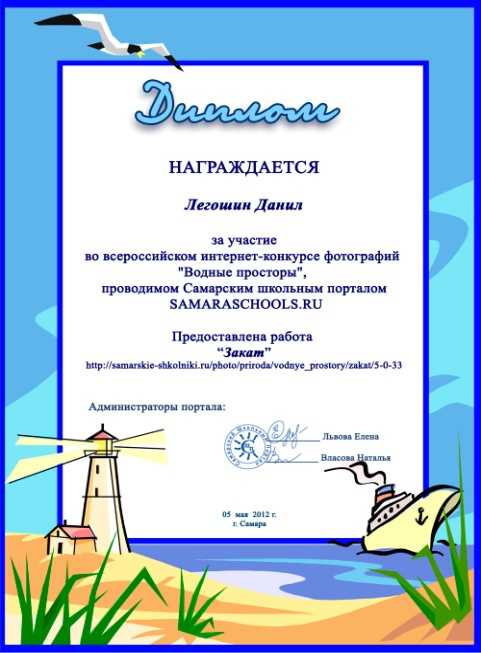 Диплом
НАГРАЖДАЕТСЯ
Легошин Данил
за участие
во всероссийском интернет-конкурсе фотографий
"Водные просторы",
проводимом Самарским школьным порталом
SAMARASCHOOLS.RU
Предоставлена работа
“Закат”
http://samarskie-shkolniki.ru/photo/priroda/vodnye_prostory/zakat/5-0-33
Администраторы портала:
Львова Елена
Власова Наталья
05 мая 2012 г.
г. Самара